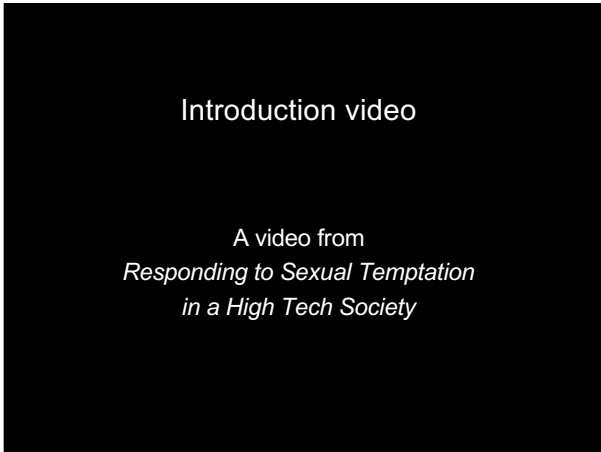 Introduction video
A video from
Responding to Sexual Temptation
in a High Tech Society